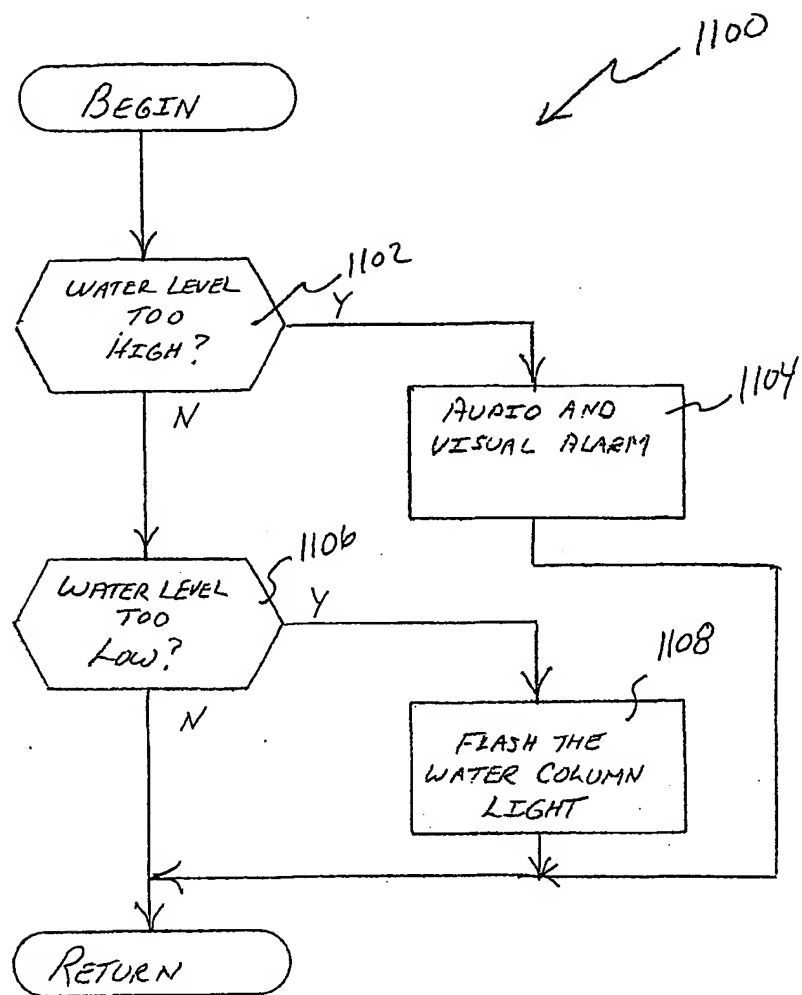 1100
BEGIN
WATER LEVEL
TOO
HIGH?
1102
Y
N
AUDIO AND
VISUAL ALARM
1104
WATER LEVEL
TOO
LOW?
1106
Y
N
FLASH THE
WATER COLUMN
LIGHT
1108
RETURN